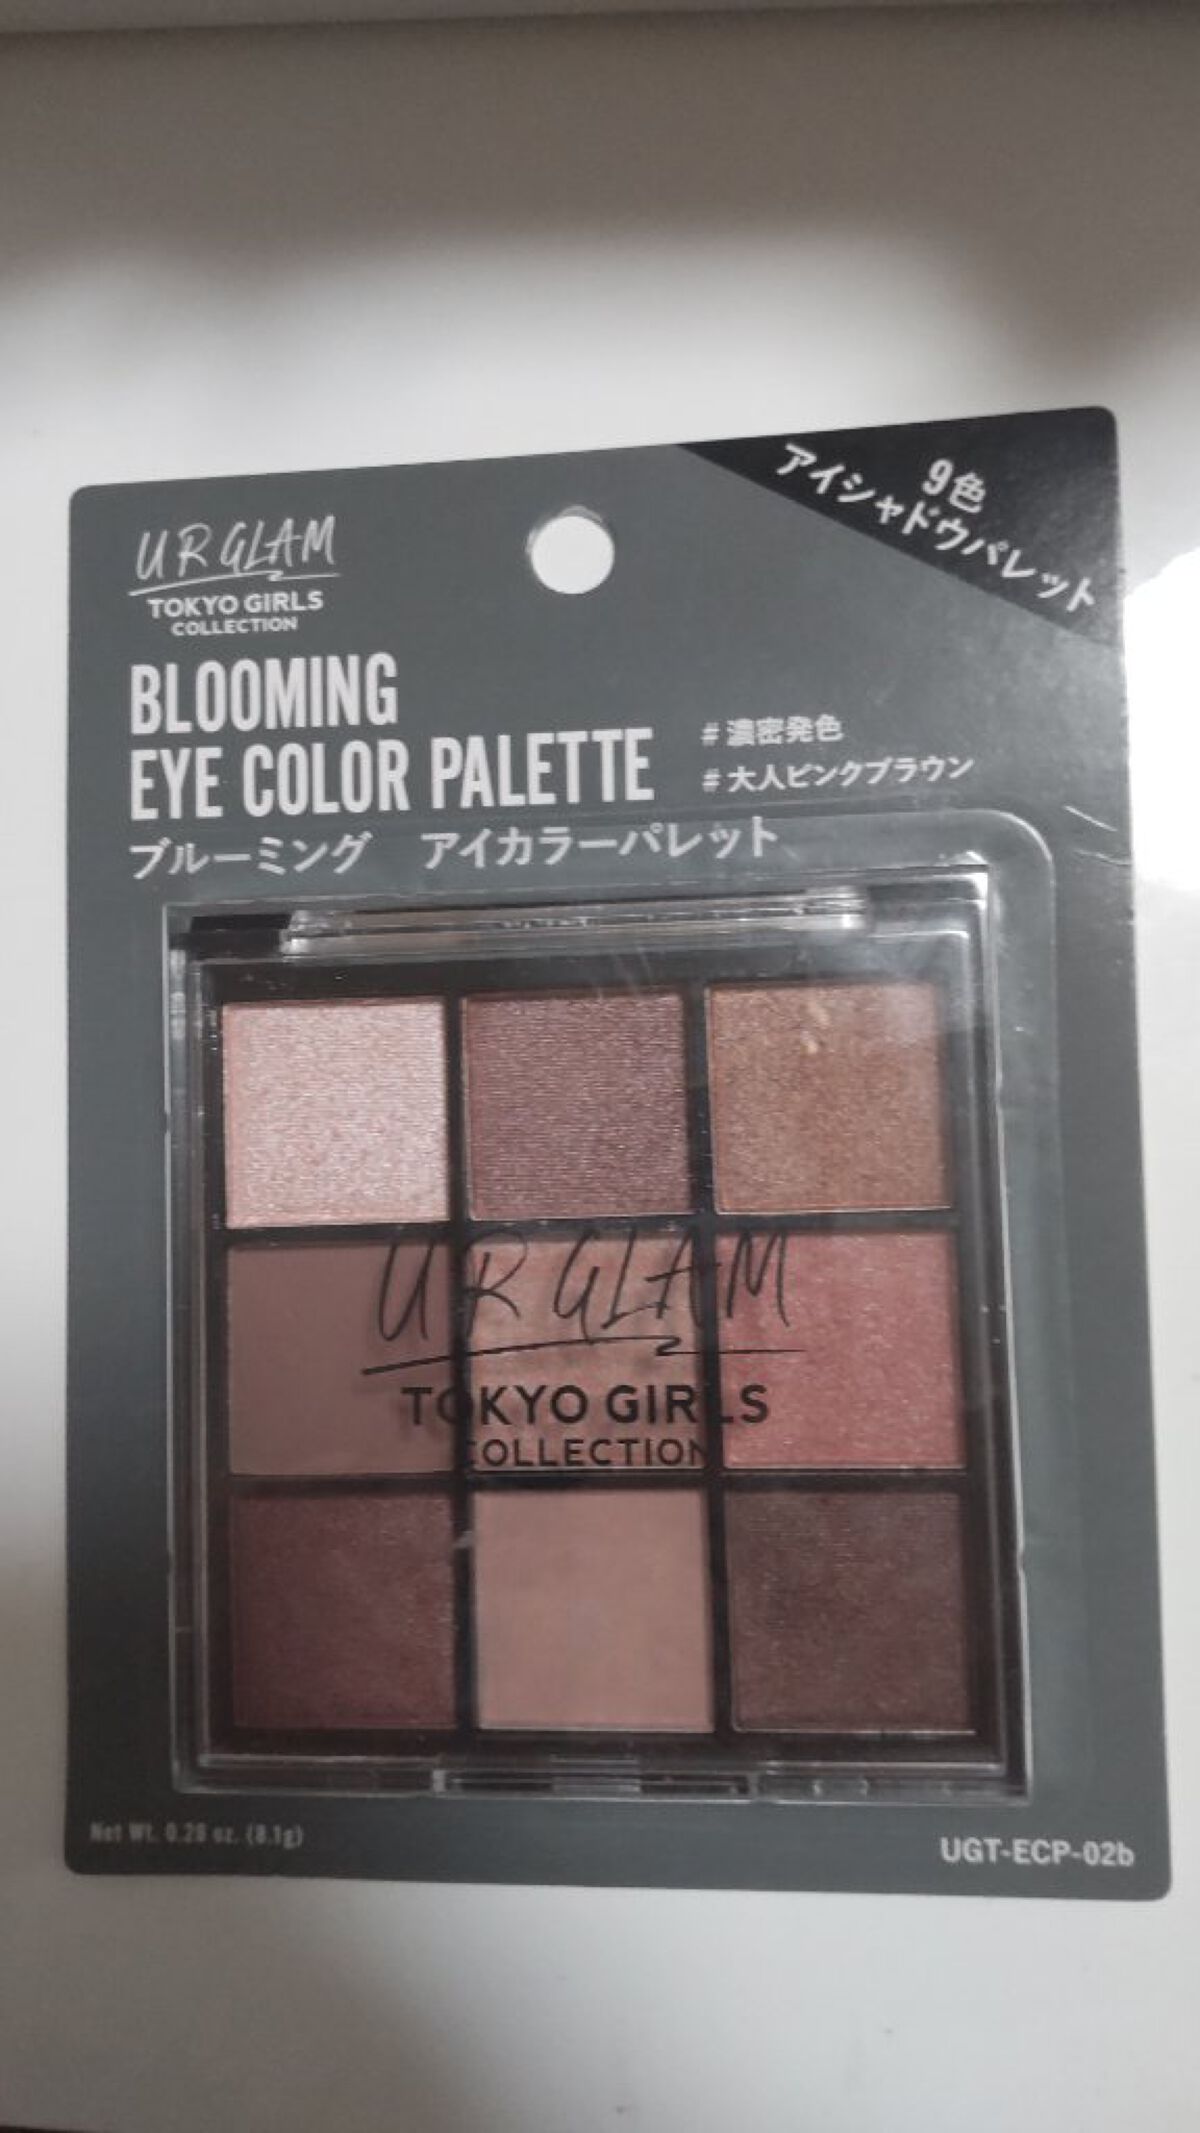 9色
アイシャドウパレット
UR GLAM
TOKYO GIRLS
COLLECTION
BLOOMING
EYE COLOR PALETTE
#濃密発色
#大人ピンクブラウン
ブルーミング アイカラーパレット
UR GLAM
TOKYO GIRLS
COLLECTION
Net Wt. 0.28 oz. (8.1g)
UGT-ECP-02b